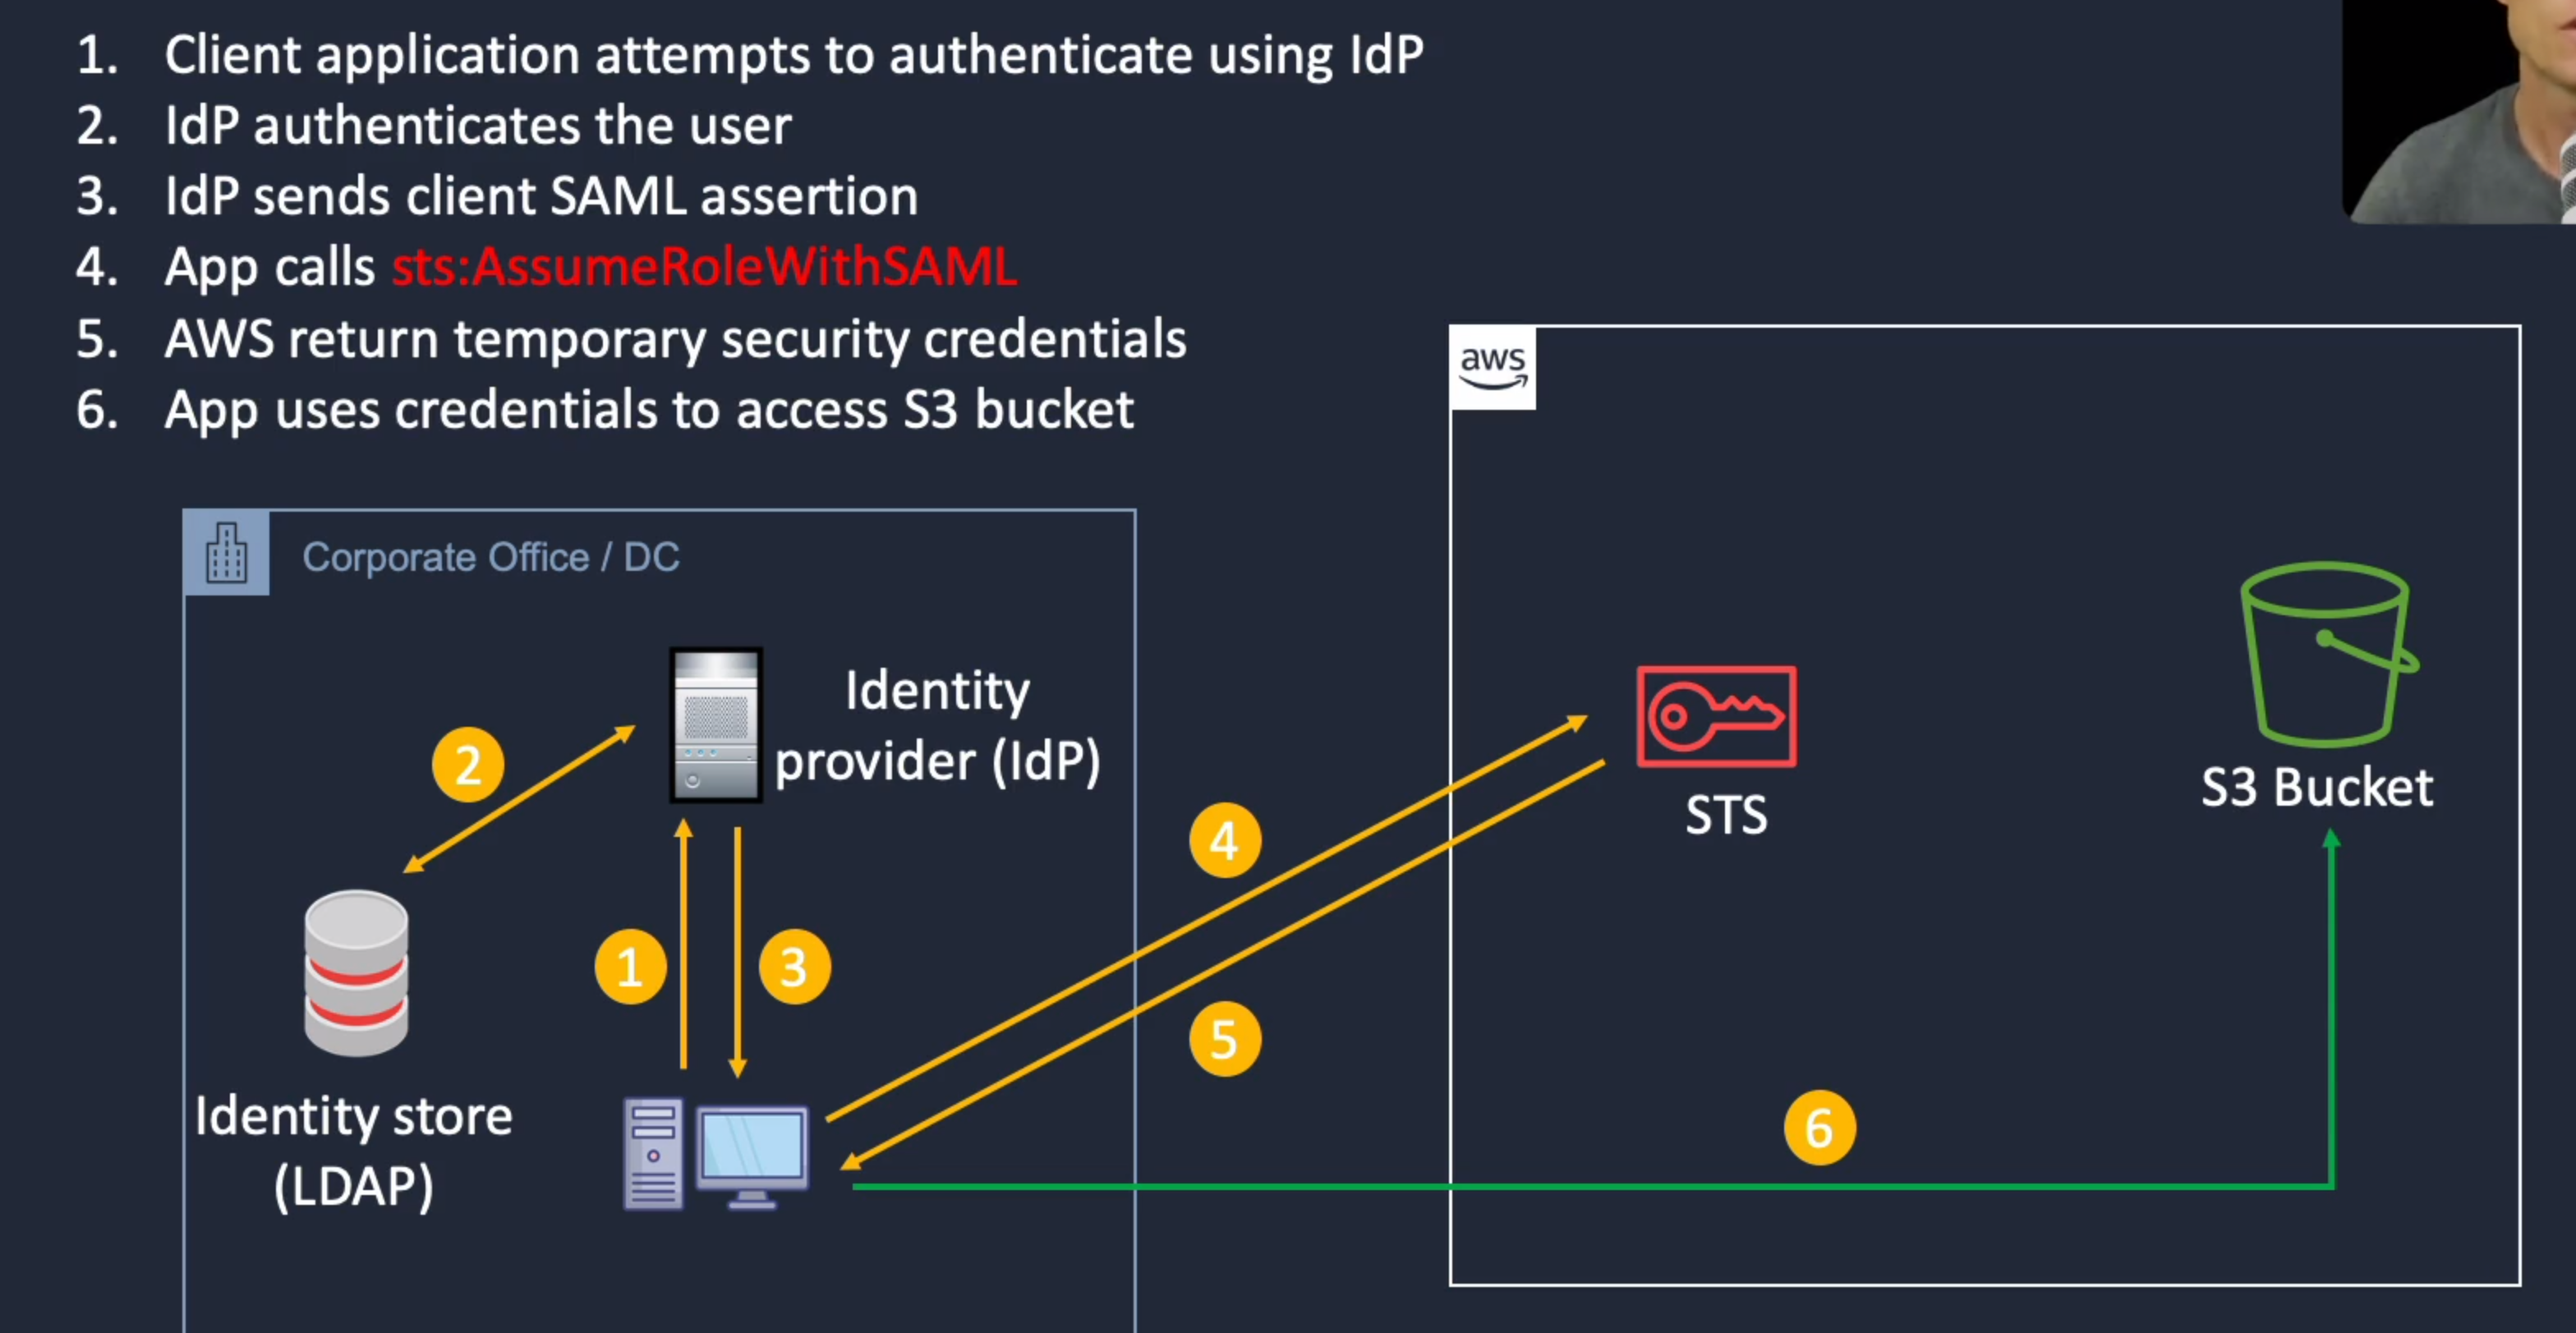 1. Client application attempts to authenticate using IdP
2. IdP authenticates the user
3. IdP sends client SAML assertion
4. App calls sts:AssumeRoleWithSAML
5. AWS return temporary security credentials
6. App uses credentials to access S3 bucket
aws
Corporate Office / DC
Identity
provider (IdP)
2
STS
S3 Bucket
4
1
3
5
Identity store
(LDAP)
6